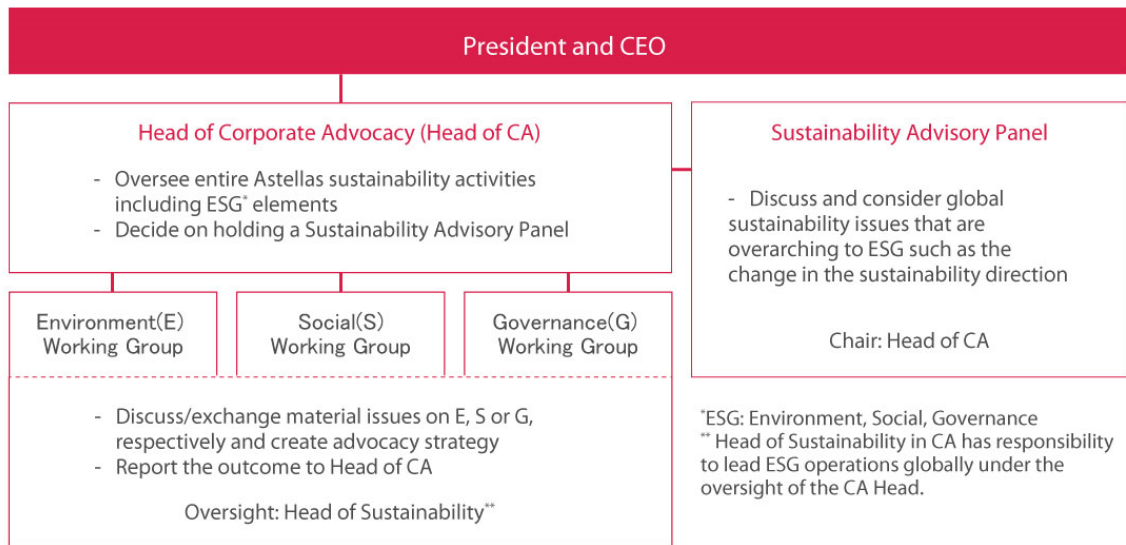 President and CEO
Head of Corporate Advocacy (Head of CA)
- Oversee entire Astellas sustainability activities
including ESG* elements
- Decide on holding a Sustainability Advisory Panel
Sustainability Advisory Panel
- Discuss and consider global
sustainability issues that are
overarching to ESG such as the
change in the sustainability direction
Chair: Head of CA
Environment(E)
Working Group
Social(S)
Working Group
Governance(G)
Working Group
- Discuss/exchange material issues on E, S or G,
respectively and create advocacy strategy
- Report the outcome to Head of CA
Oversight: Head of Sustainability**
*ESG: Environment, Social, Governance
** Head of Sustainability in CA has responsibility
to lead ESG operations globally under the
oversight of the CA Head.